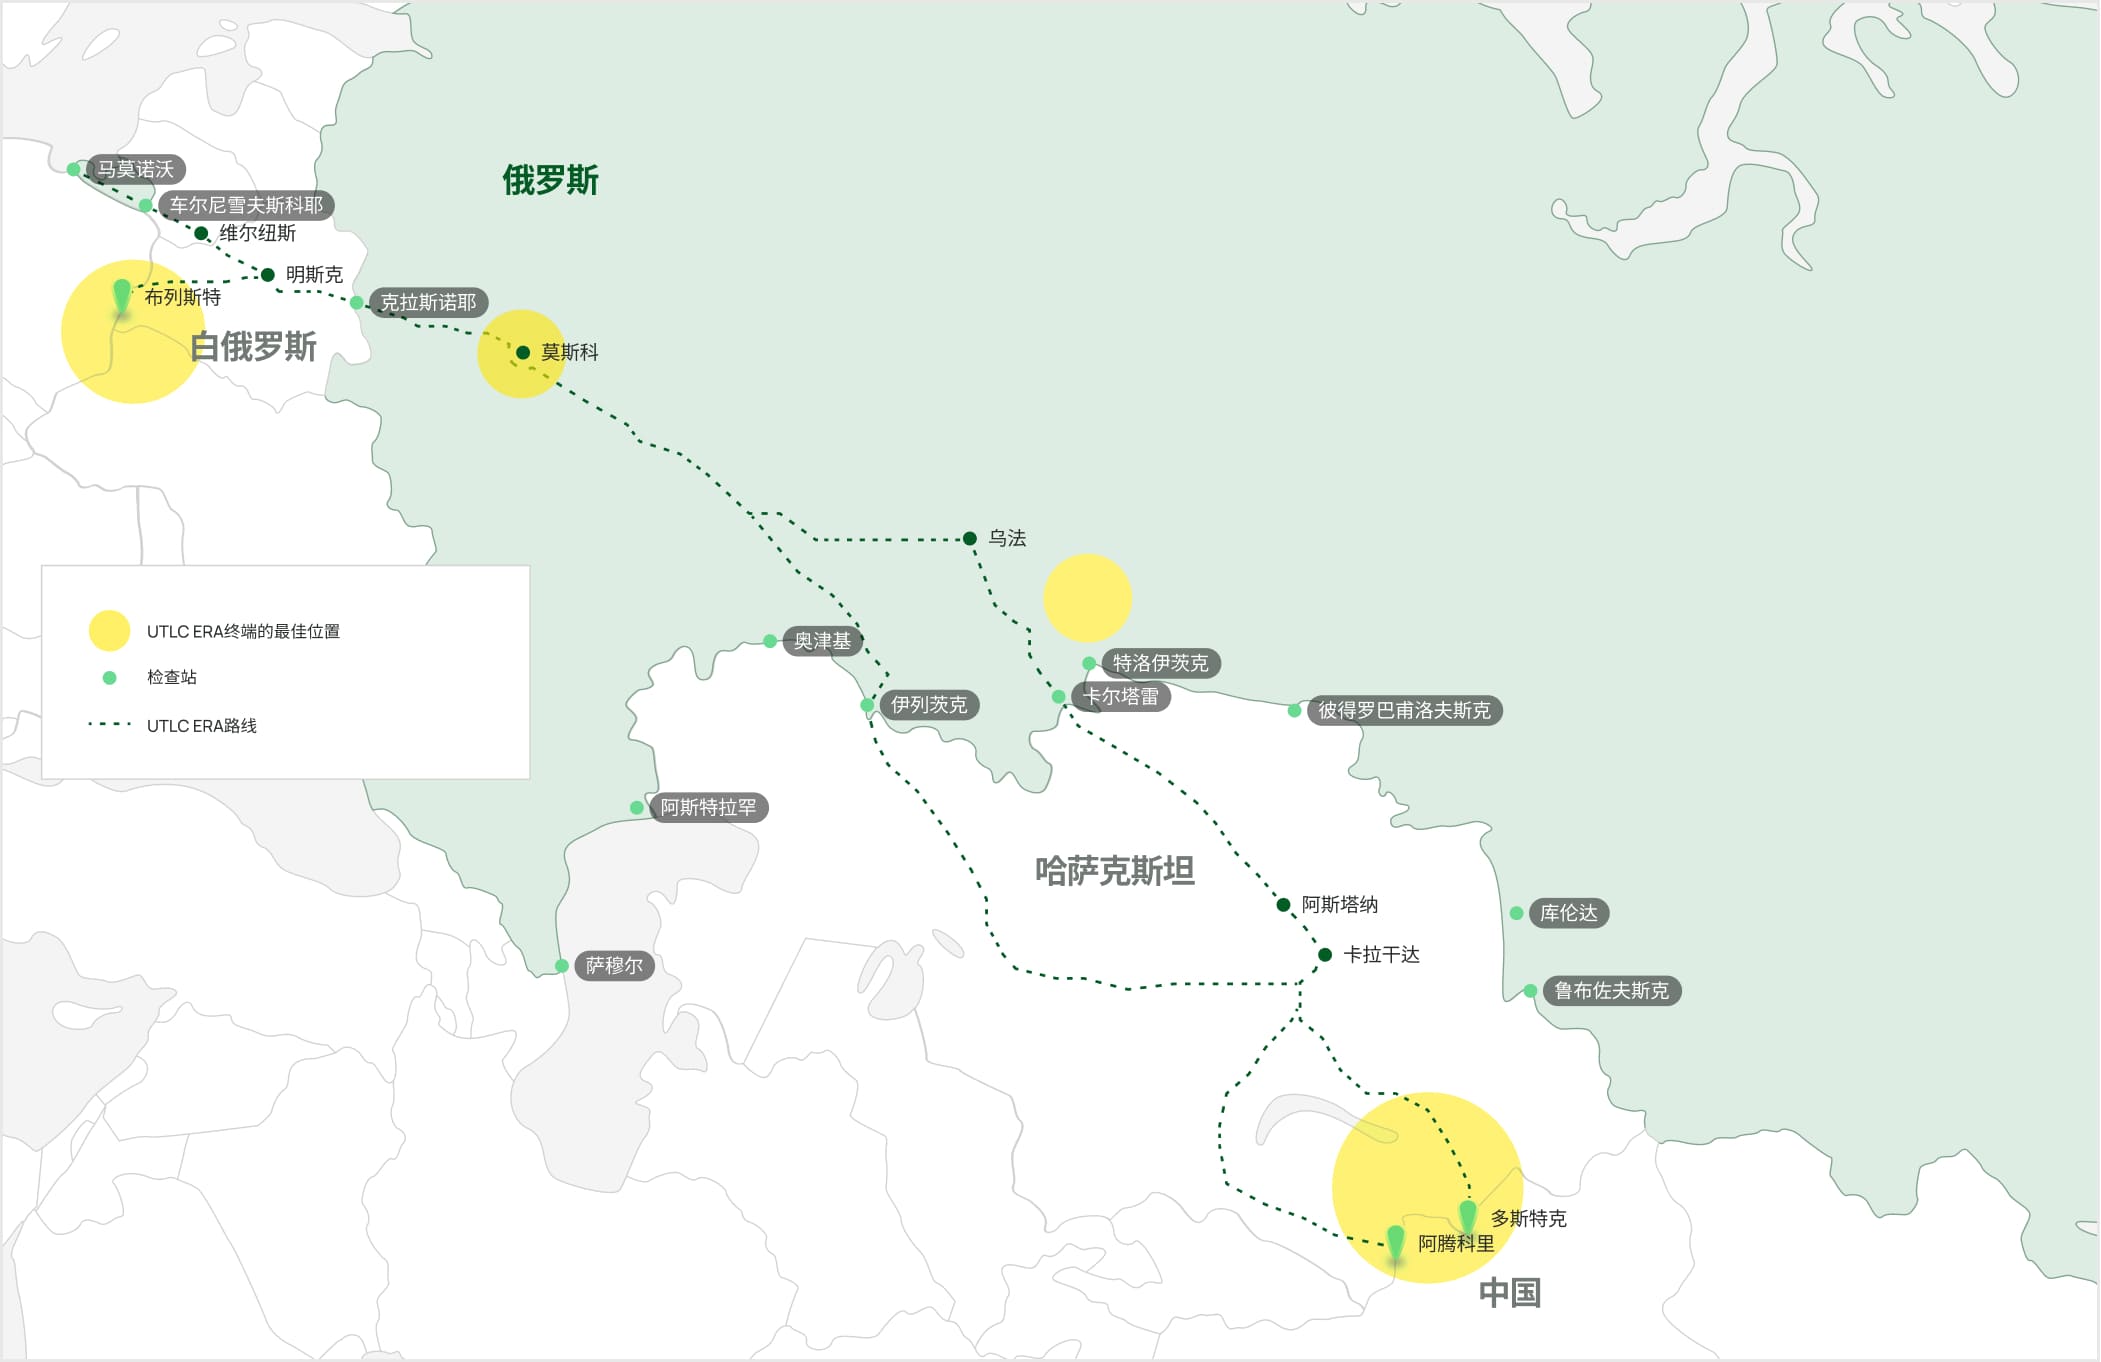 马莫诺沃
俄罗斯
车尔尼雪夫斯科耶
维尔纽斯
明斯克
布列斯特
克拉斯诺耶
白俄罗斯
莫斯科
乌法
UTLC ERA终端的最佳位置
检查站
UTLC ERA路线
奥津基
特洛伊茨克
卡尔塔雷
伊列茨克
彼得罗巴甫洛夫斯克
阿斯特拉罕
哈萨克斯坦
阿斯塔纳
库伦达
卡拉干达
萨穆尔
鲁布佐夫斯克
多斯特克
阿腾科里
中国